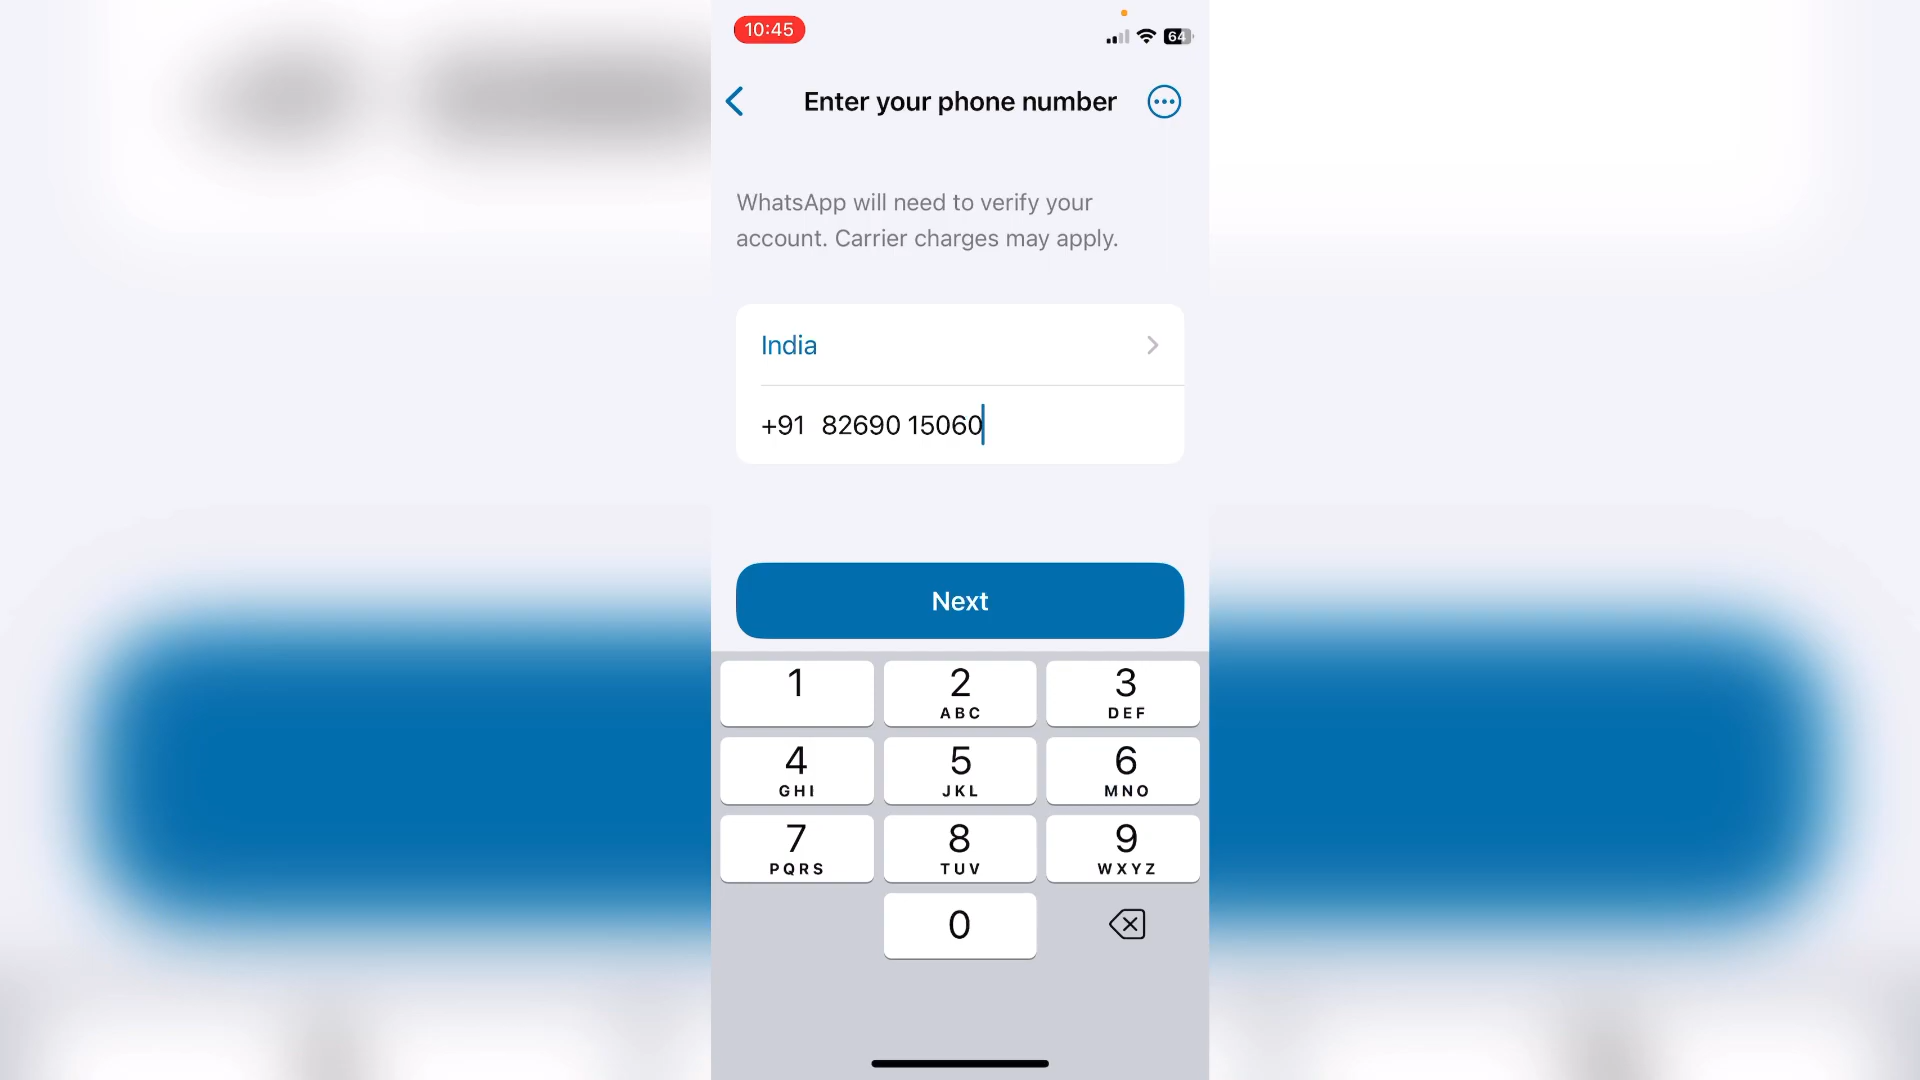 10:45
64
Enter your phone number
WhatsApp will need to verify your
account. Carrier charges may apply.
India
+91 82690 15060
Next
1
2
ABC
3
DEF
4
GHI
5
JKL
6
MNO
7
PQRS
8
TUV
9
WXYZ
0